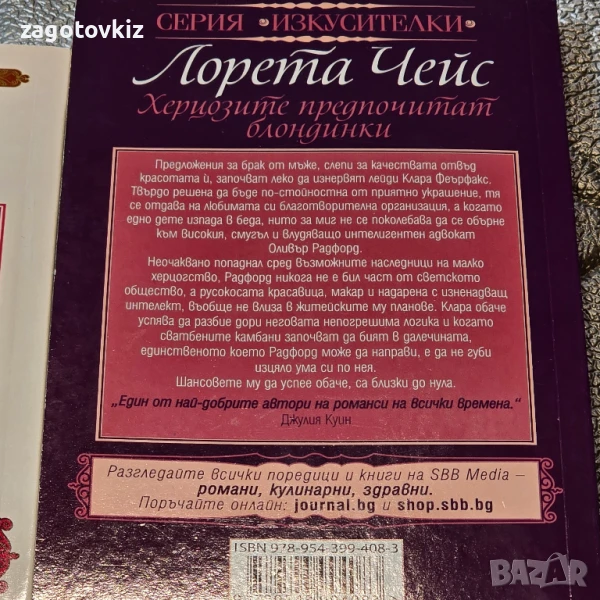 zagotovkiz
СЕРИЯ •ИЗКУСИТЕЛКИ•
Лорета Чейс
Херцозите предпочитат
блондинки
Предложения за брак от мъже, слепи за качествата отвъд
красотата ѝ, започват леко да изнервят лейди Клара Феърфакс.
Твърдо решена да бъде по-стойностна от приятно украшение, тя
се отдава на любимата си благотворителна организация, а когато
едно дете изпада в беда, нито за миг не се поколебава да се обърне
към високия, смугъл и влудяващо интелигентен адвокат
Оливър Радфорд.
Неочаквано попаднал сред възможните наследници на малко
херцогство, Радфорд никога не е бил част от светското
общество, а русокосата красавица, макар и надарена с изненадващ
интелект, въобще не влиза в житейските му планове. Клара обаче
успява да разбие дори неговата непогрешима логика и когато
сватбените камбани започват да бият в далечината,
единственото което Радфорд може да направи, е да не губи
изцяло ума си по нея.
Шансовете му да успее обаче, са близки до нула.
„Един от най-добрите автори на романси на всички времена.“
Джулия Куин
Разгледайте всички поредици и книги на SBB Media –
романи, кулинарни, здравни.
Поръчайте онлайн: journal.bg и shop.sbb.bg
ISBN 978-954-399-408-3
BAZAR